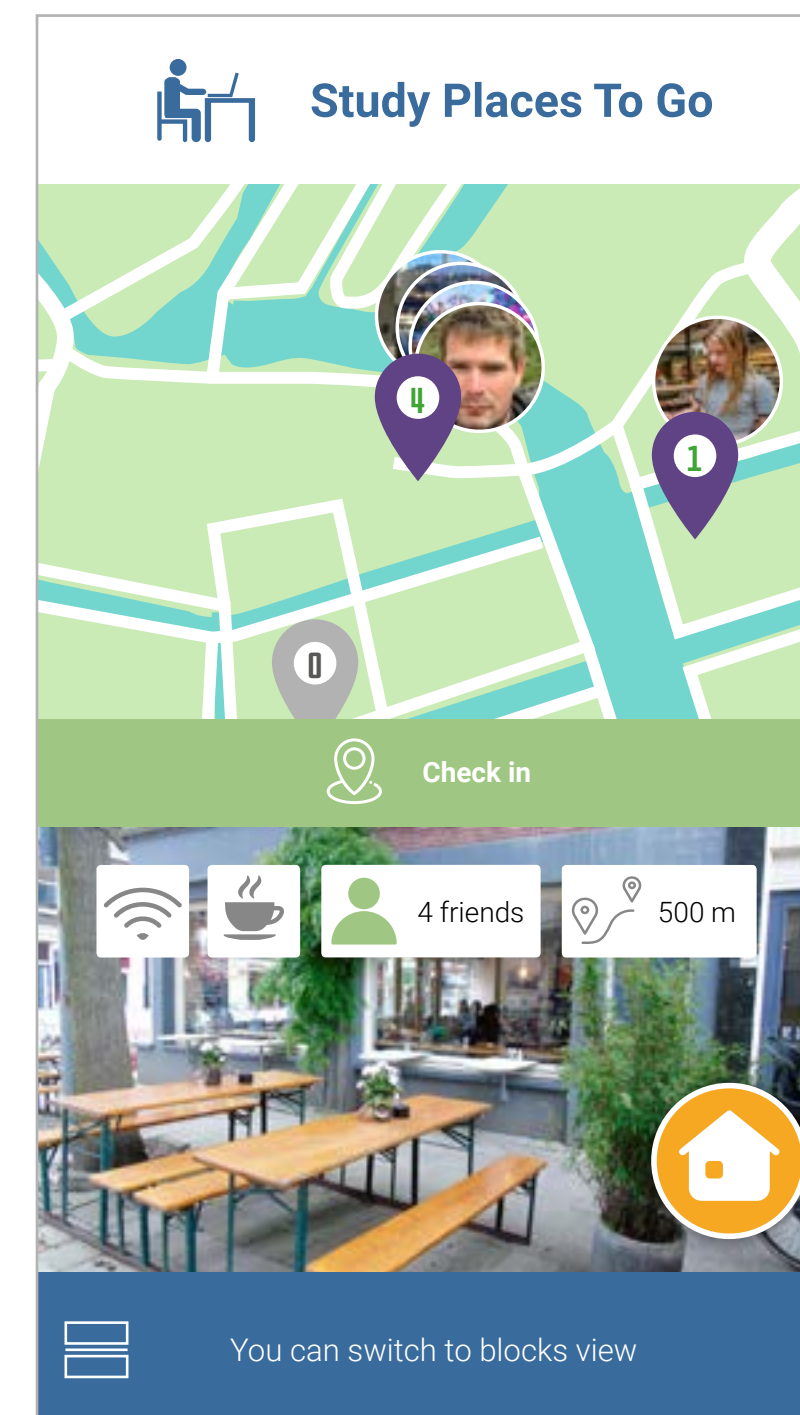 Study Places To Go
4
1
0
Check in
4 friends
500 m
You can switch to blocks view